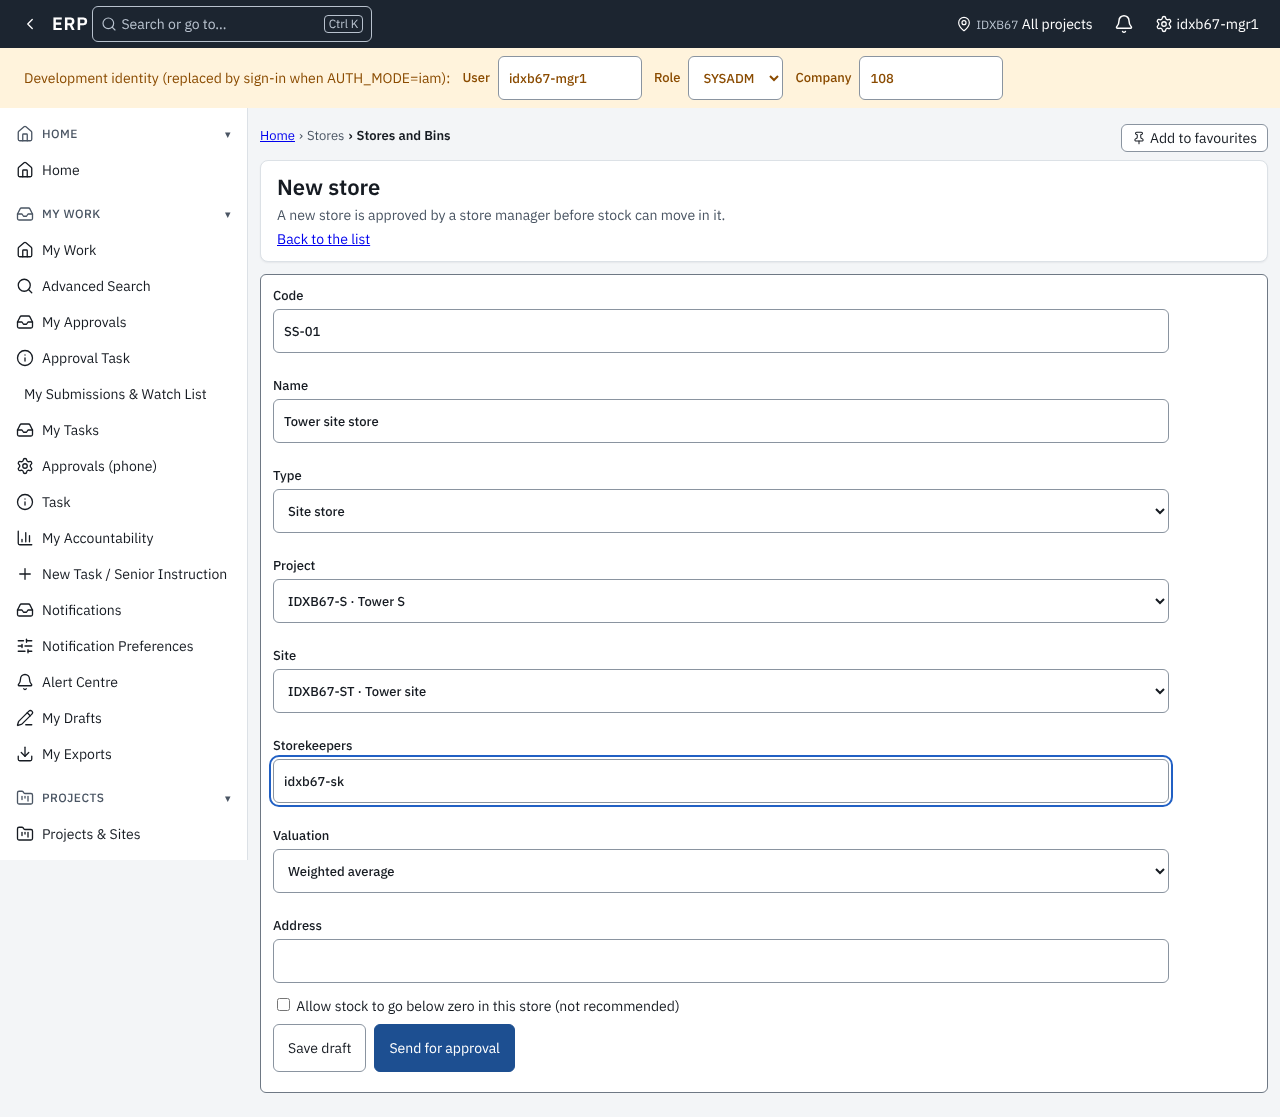 ERP
Search or go to...
Ctrl K
IDXB67 All projects
idxb67-mgr1
Development identity (replaced by sign-in when AUTH_MODE=iam):
User
idxb67-mgr1
Role
SYSADM
Company
108
HOME
Home
MY WORK
My Work
Advanced Search
My Approvals
Approval Task
My Submissions & Watch List
My Tasks
Approvals (phone)
Task
My Accountability
New Task / Senior Instruction
Notifications
Notification Preferences
Alert Centre
My Drafts
My Exports
PROJECTS
Projects & Sites
Home › Stores › Stores and Bins
Add to favourites
New store
A new store is approved by a store manager before stock can move in it.
Back to the list
Code
SS-01
Name
Tower site store
Type
Site store
Project
IDXB67-S · Tower S
Site
IDXB67-ST · Tower site
Storekeepers
idxb67-sk
Valuation
Weighted average
Address
Allow stock to go below zero in this store (not recommended)
Save draft
Send for approval